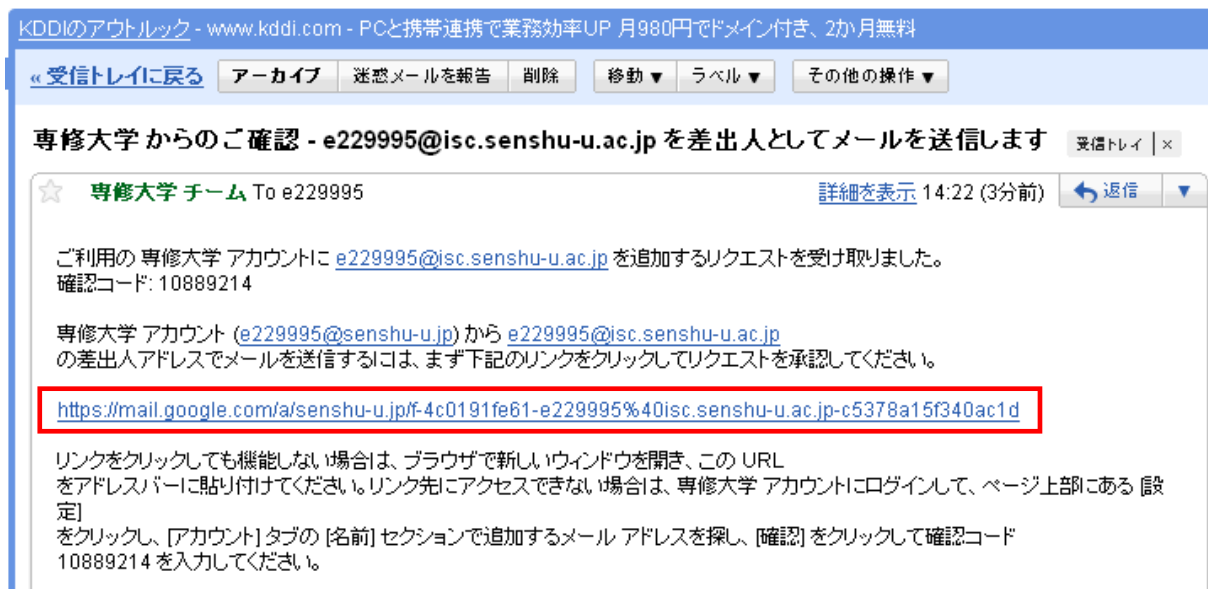 KDDIのアウトルック - www.kddi.com - PCと携帯連携で業務効率UP 月980円でドメイン付き、2か月無料
«受信トレイに戻る アーカイブ 迷惑メールを報告 削除 移動▼ ラベル▼ その他の操作▼
専修大学 からのご確認 - e229995@isc.senshu-u.ac.jp を差出人としてメールを送信します 受信トレイ ×
専修大学 チーム To e229995 詳細を表示 14:22 (3分前) 返信 ▼
ご利用の 専修大学 アカウントに e229995@isc.senshu-u.ac.jp を追加するリクエストを受け取りました。
確認コード: 10889214
専修大学 アカウント (e229995@senshu-u.jp) から e229995@isc.senshu-u.ac.jp
の差出人アドレスでメールを送信するには、まず下記のリンクをクリックしてリクエストを承認してください。
https://mail.google.com/a/senshu-u.jp/f-4c0191fe61-e229995%40isc.senshu-u.ac.jp-c5378a15f340ac1d
リンクをクリックしても機能しない場合は、ブラウザで新しいウィンドウを開き、この URL
をアドレスバーに貼り付けてください。リンク先にアクセスできない場合は、専修大学 アカウントにログインして、ページ上部にある [設
定]
をクリックし、[アカウント] タブの [名前] セクションで追加するメール アドレスを探し、[確認] をクリックして確認コード
10889214 を入力してください。